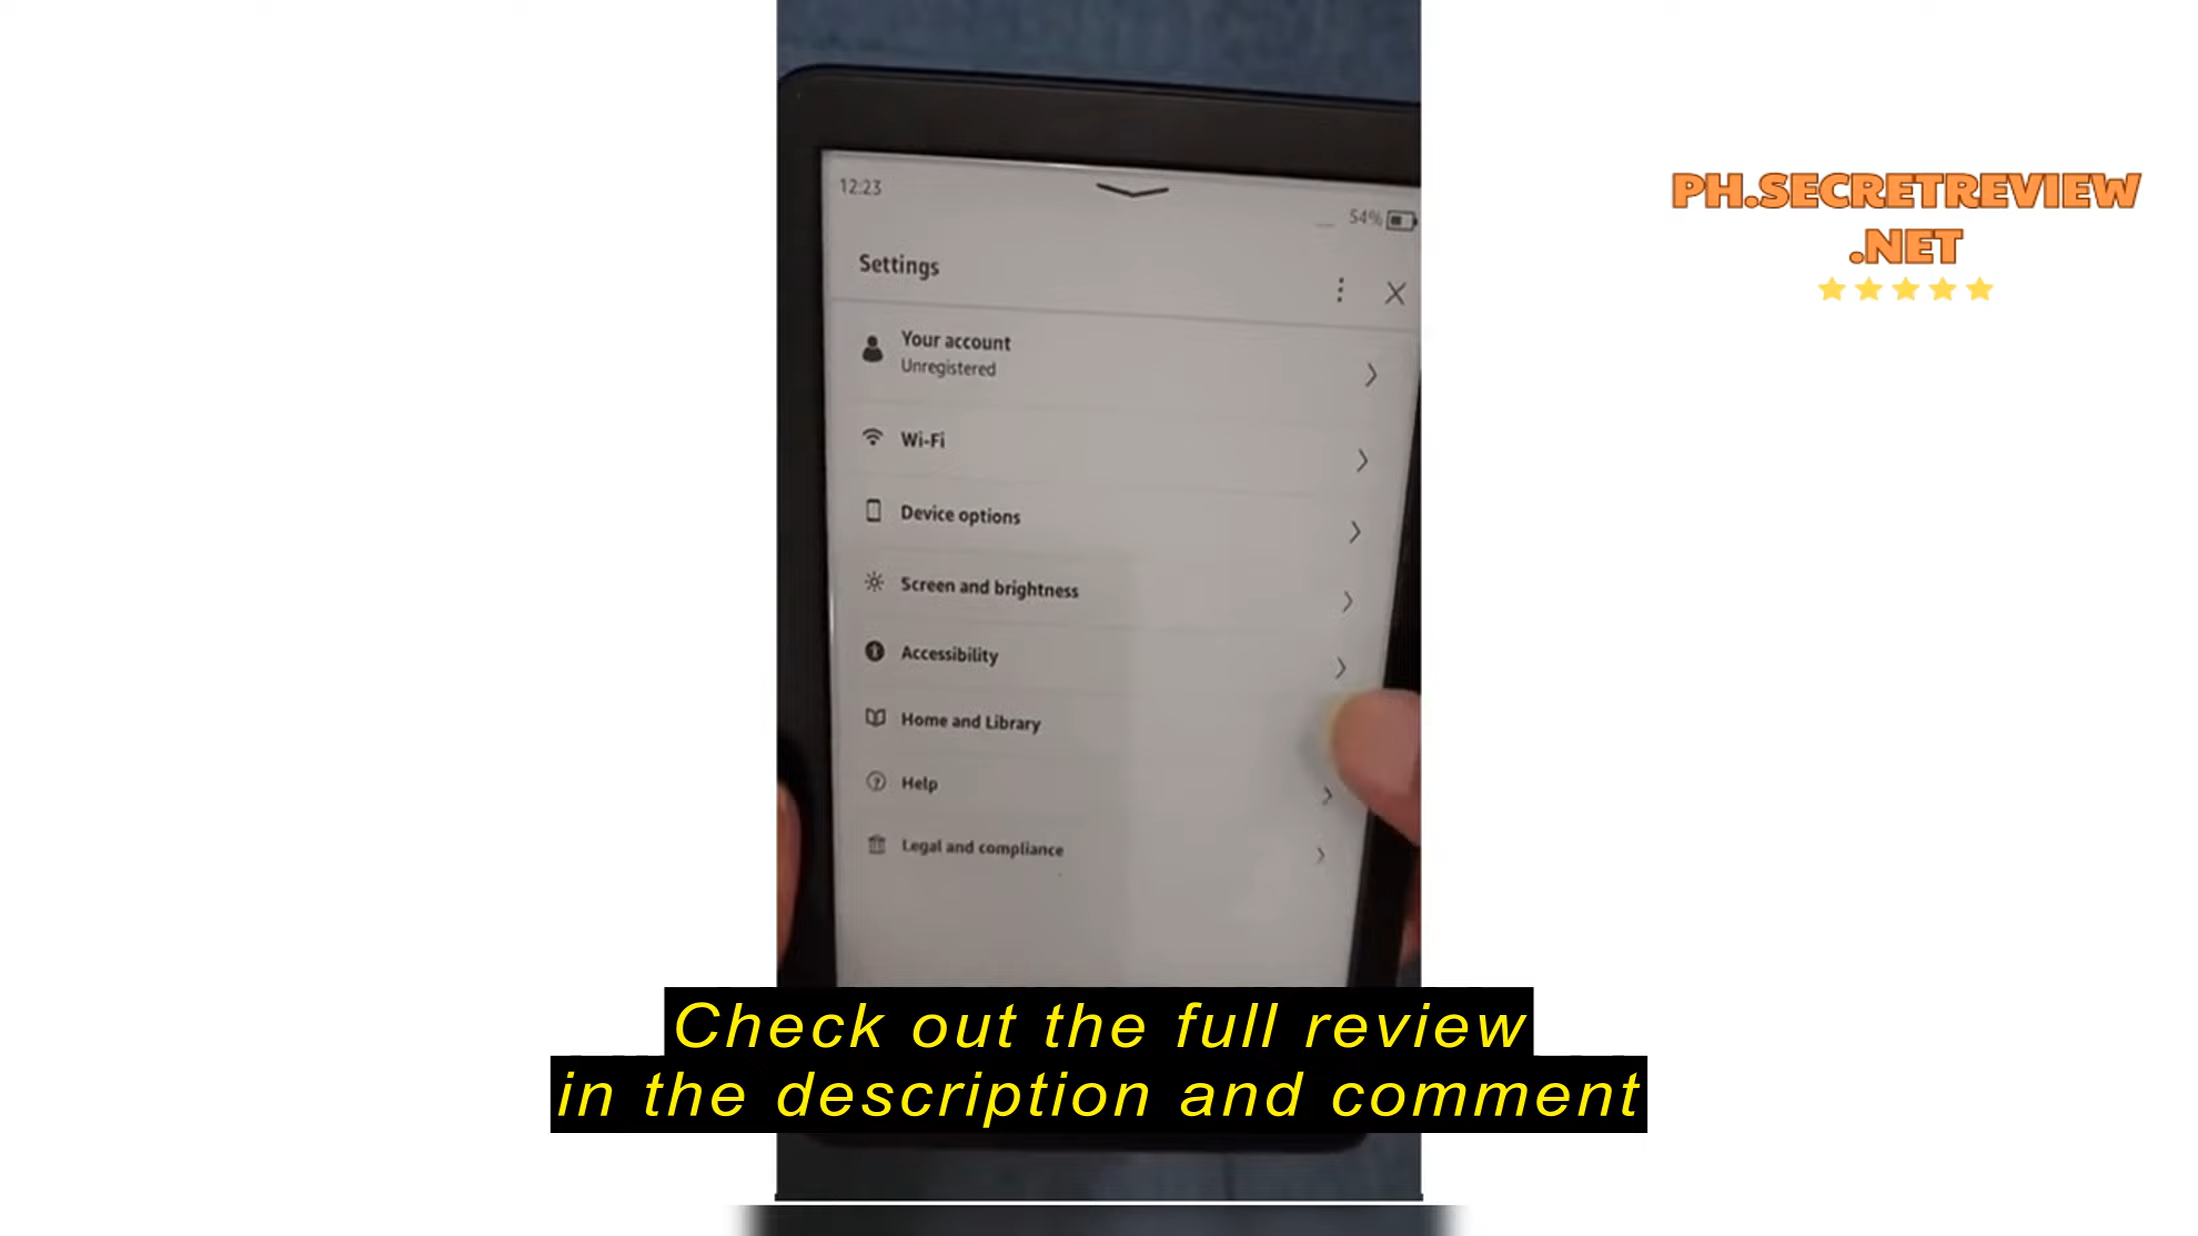 12:23
54%
Settings
Your account
Unregistered
Wi-Fi
Device options
Screen and brightness
Accessibility
Home and Library
Help
Legal and compliance
PH.SECRETREVIEW
.NET
Check out the full review
in the description and comment